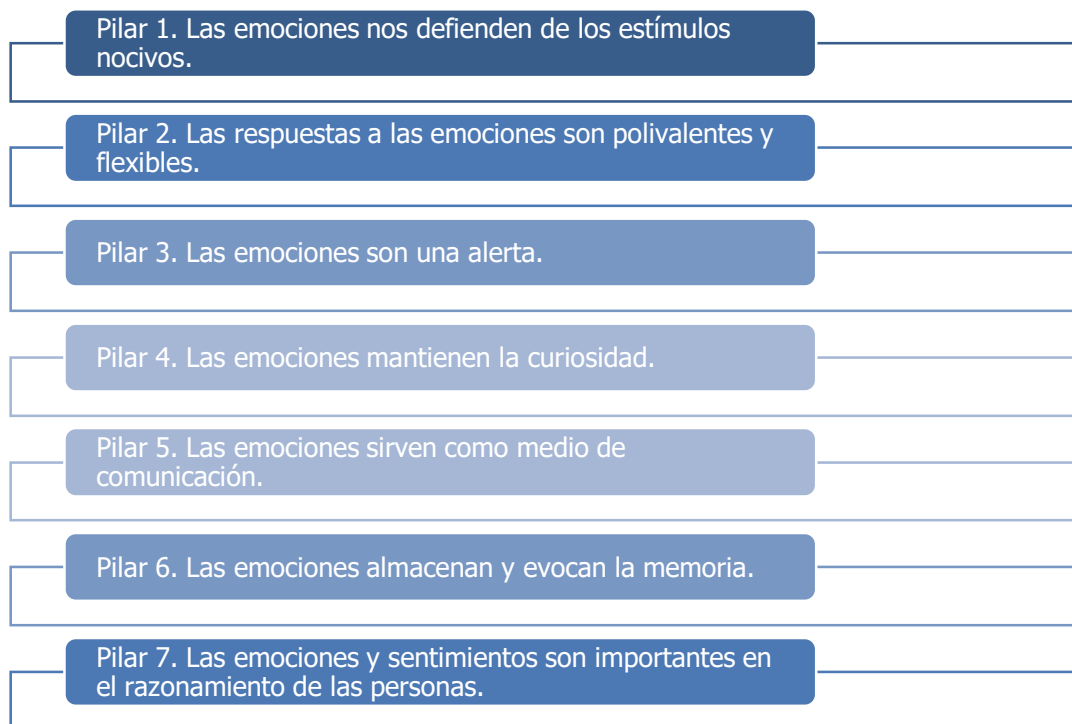 Pilar 1. Las emociones nos defienden de los estímulos
nocivos.
Pilar 2. Las respuestas a las emociones son polivalentes y
flexibles.
Pilar 3. Las emociones son una alerta.
Pilar 4. Las emociones mantienen la curiosidad.
Pilar 5. Las emociones sirven como medio de
comunicación.
Pilar 6. Las emociones almacenan y evocan la memoria.
Pilar 7. Las emociones y sentimientos son importantes en
el razonamiento de las personas.